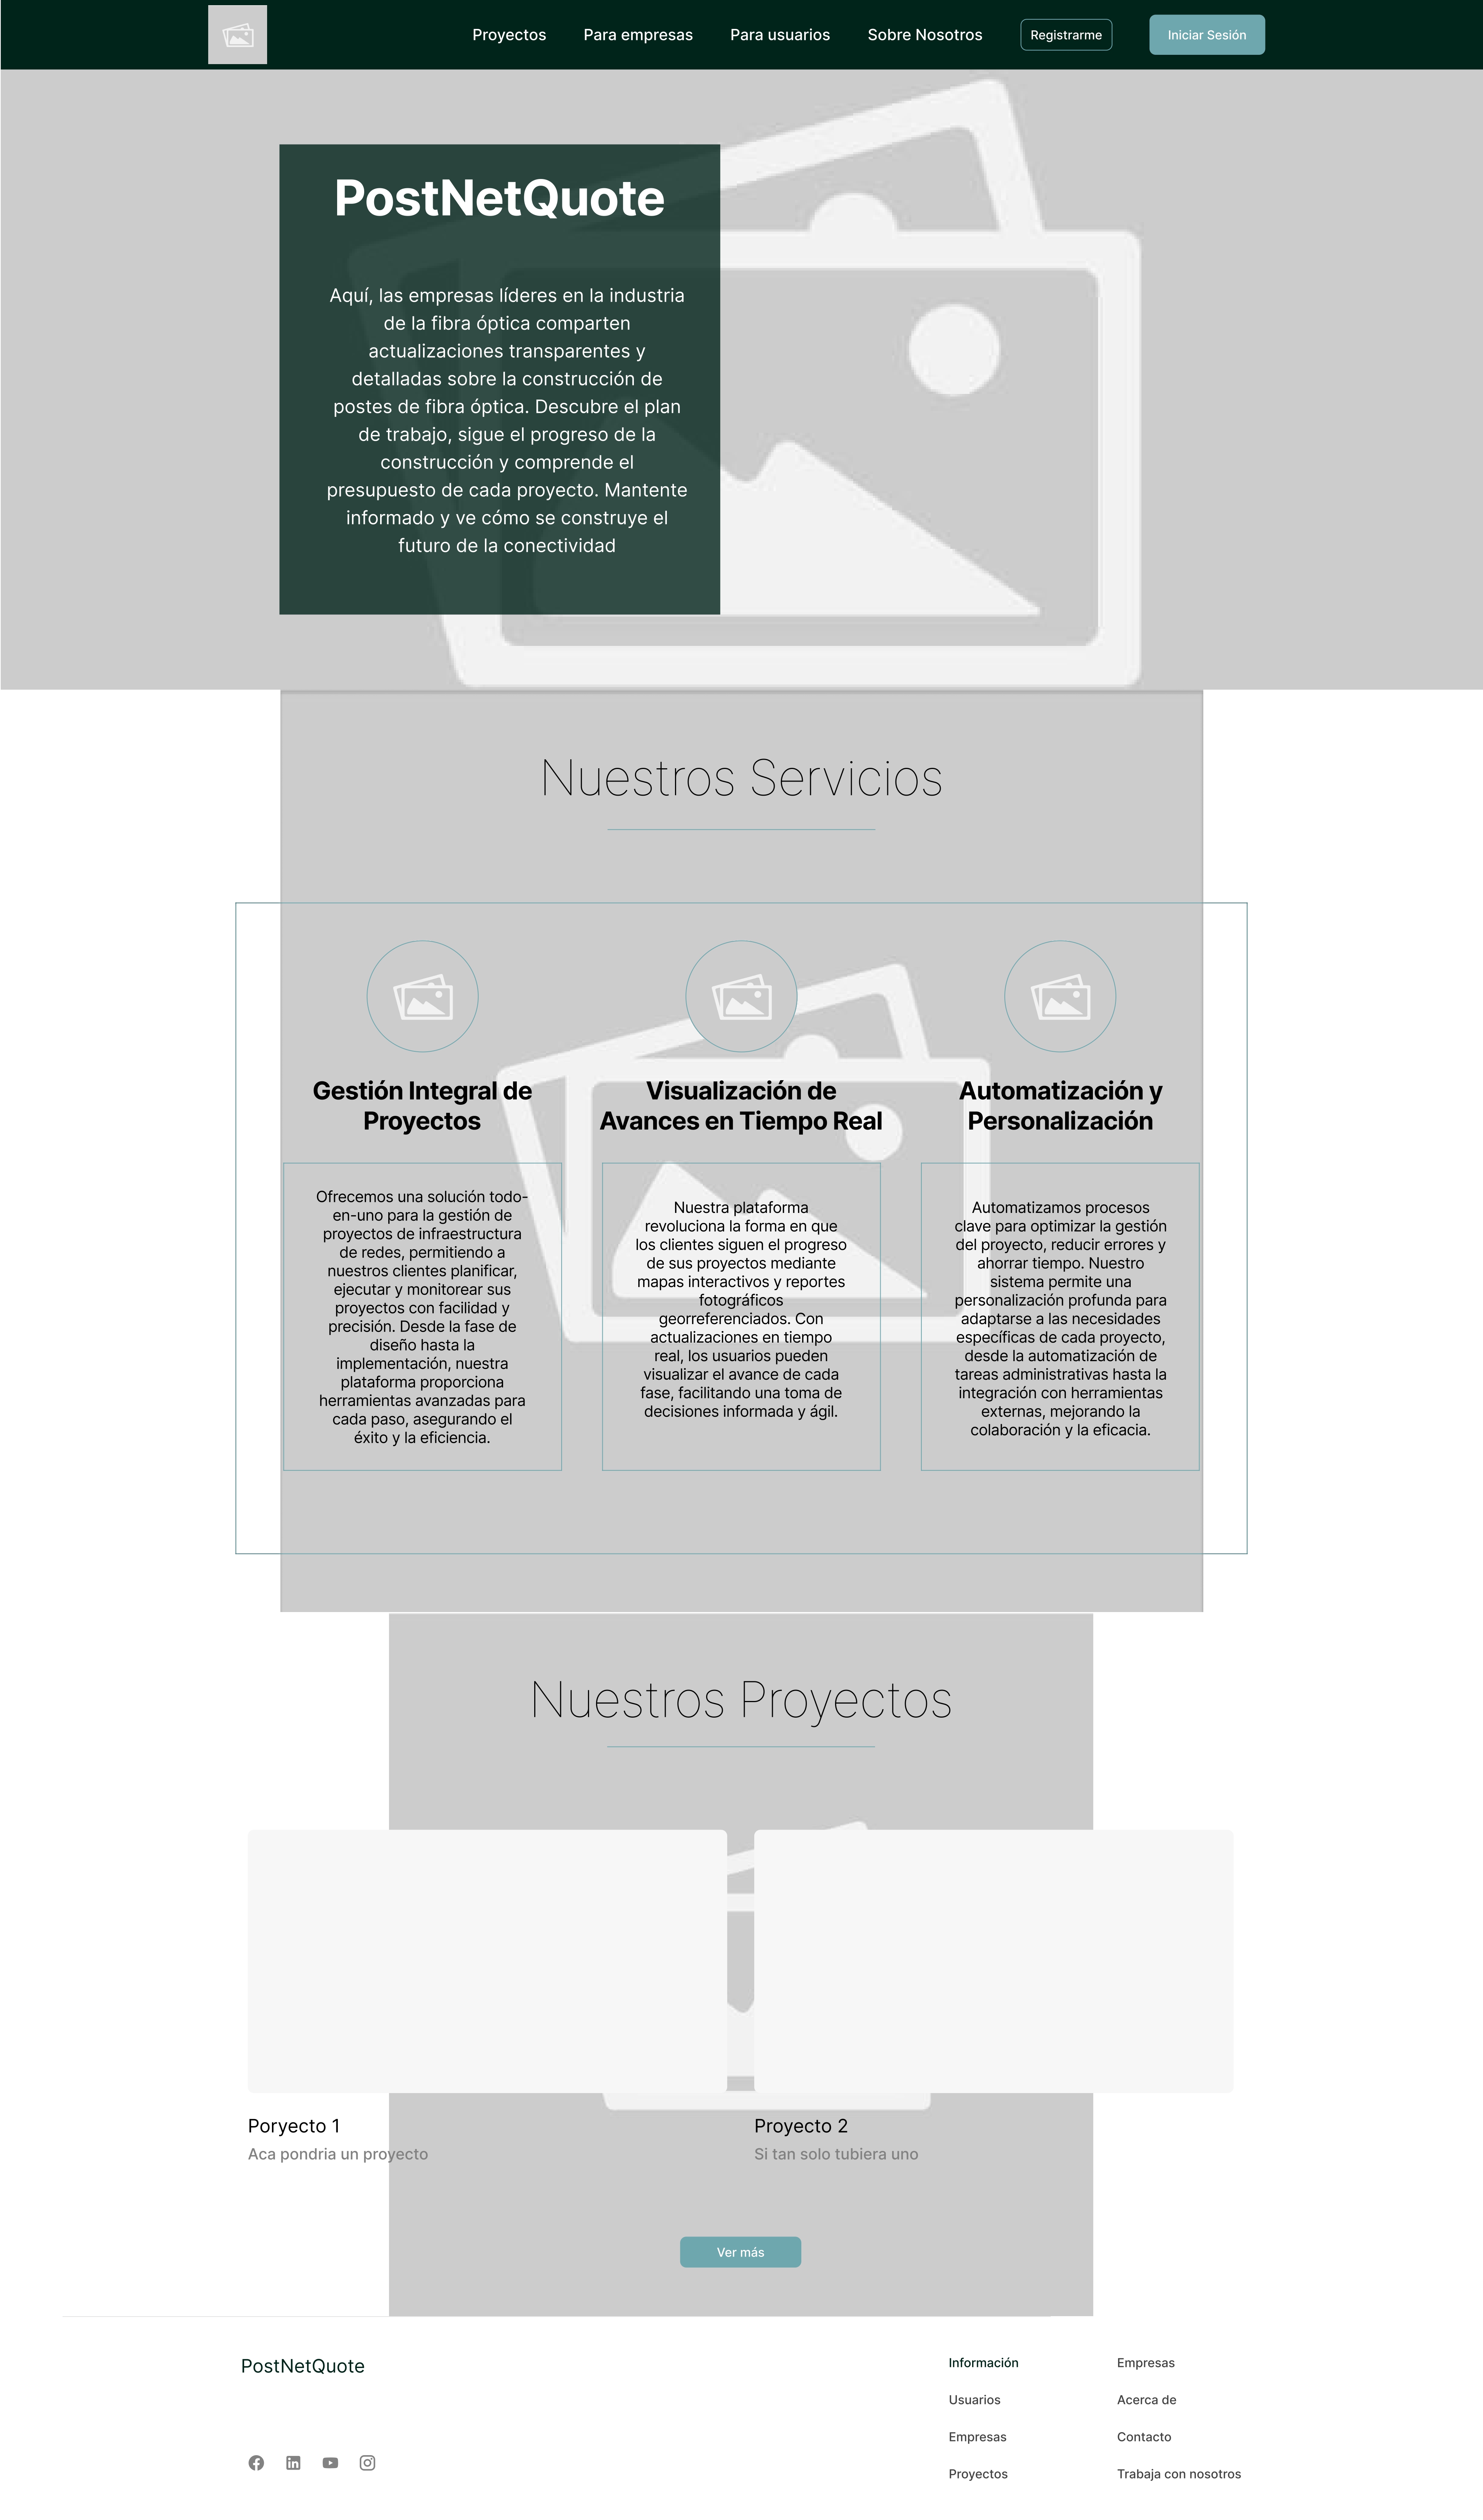 Proyectos
Para empresas
Para usuarios
Sobre Nosotros
Registrarme
Iniciar Sesión
PostNetQuote
Aquí, las empresas líderes en la industria
de la fibra óptica comparten
actualizaciones transparentes y
detalladas sobre la construcción de
postes de fibra óptica. Descubre el plan
de trabajo, sigue el progreso de la
construcción y comprende el
presupuesto de cada proyecto. Mantente
informado y ve cómo se construye el
futuro de la conectividad
Nuestros Servicios
Gestión Integral de
Proyectos
Ofrecemos una solución todo-
en-uno para la gestión de
proyectos de infraestructura
de redes, permitiendo a
nuestros clientes planificar,
ejecutar y monitorear sus
proyectos con facilidad y
precisión. Desde la fase de
diseño hasta la
implementación, nuestra
plataforma proporciona
herramientas avanzadas para
cada paso, asegurando el
éxito y la eficiencia.
Visualización de
Avances en Tiempo Real
Nuestra plataforma
revoluciona la forma en que
los clientes siguen el progreso
de sus proyectos mediante
mapas interactivos y reportes
fotográficos
georreferenciados. Con
actualizaciones en tiempo
real, los usuarios pueden
visualizar el avance de cada
fase, facilitando una toma de
decisiones informada y ágil.
Automatización y
Personalización
Automatizamos procesos
clave para optimizar la gestión
del proyecto, reducir errores y
ahorrar tiempo. Nuestro
sistema permite una
personalización profunda para
adaptarse a las necesidades
específicas de cada proyecto,
desde la automatización de
tareas administrativas hasta la
integración con herramientas
externas, mejorando la
colaboración y la eficacia.
Nuestros Proyectos
Poryecto 1
Aca pondria un proyecto
Proyecto 2
Si tan solo tubiera uno
Ver más
PostNetQuote
Información
Usuarios
Empresas
Proyectos
Empresas
Acerca de
Contacto
Trabaja con nosotros